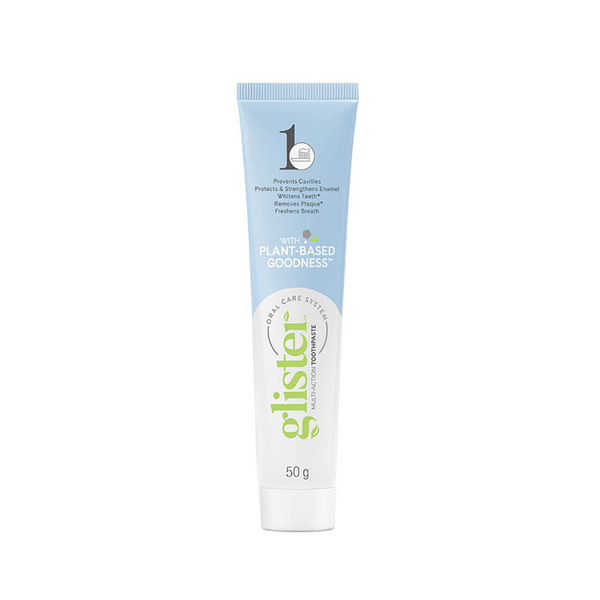 1
Prevents Cavities
Protects & Strengthens Enamel
Whitens Teeth*
Removes Plaque*
Freshens Breath
WITH
PLANT-BASED
GOODNESS™
ORAL CARE SYSTEM
glister™
MULTI-ACTION TOOTHPASTE
50 g